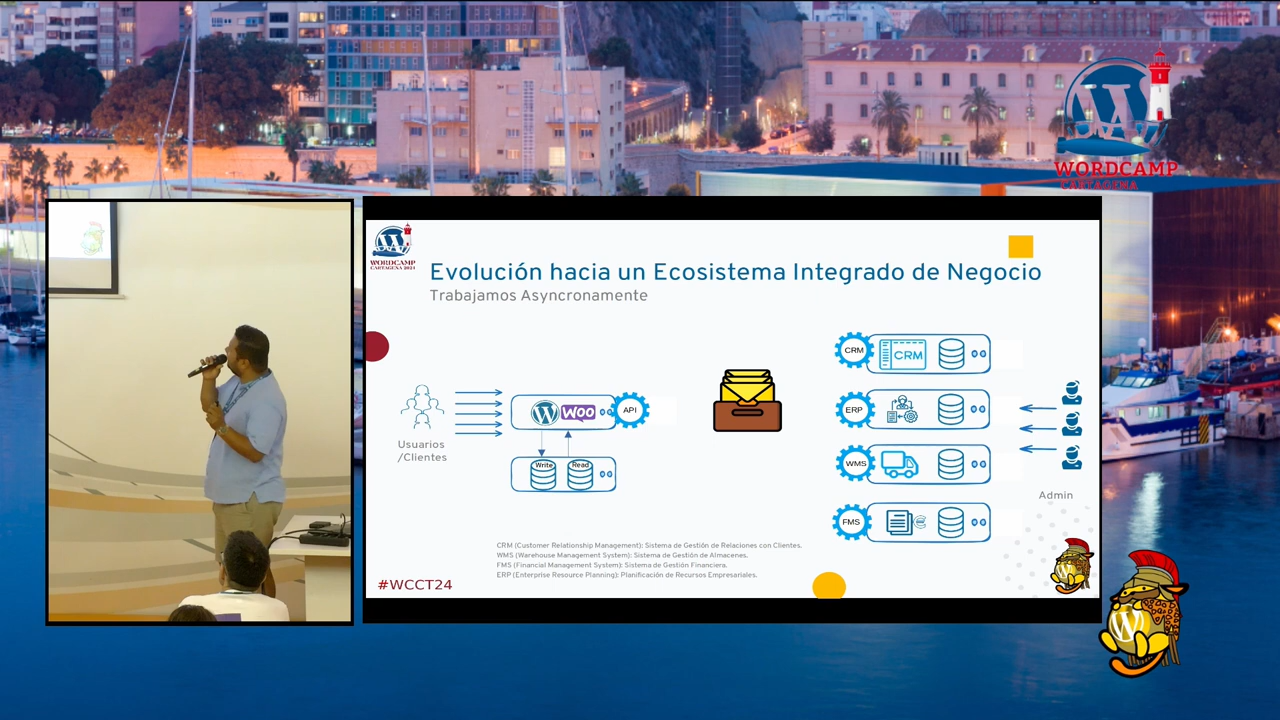 WORDCAMP
CARTAGENA
WORDCAMP
CARTAGENA 2023
Evolución hacia un Ecosistema Integrado de Negocio
Trabajamos Asyncronamente
Usuarios
/Clientes
WOO
API
Write
Read
CRM
CRM
ERP
WMS
FMS
Admin
CRM (Customer Relationship Management): Sistema de Gestión de Relaciones con Clientes.
WMS (Warehouse Management System): Sistema de Gestión de Almacenes.
FMS (Financial Management System): Sistema de Gestión Financiera.
ERP (Enterprise Resource Planning): Planificación de Recursos Empresariales.
#WCCT24